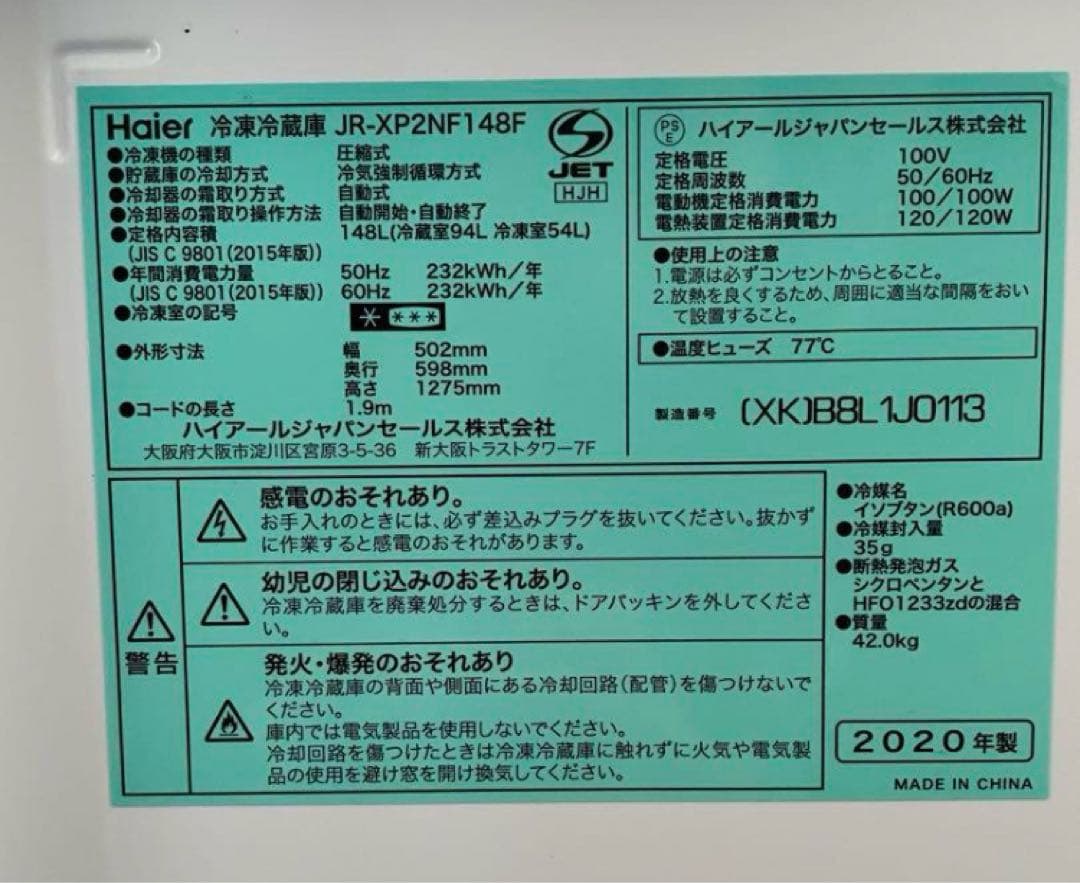 Haier 冷凍冷蔵庫 JR-XP2NF148F
●冷凍機の種類 圧縮式
●貯蔵庫の冷却方式 冷気強制循環方式
●冷却器の霜取り方式 自動式
●冷却器の霜取り操作方法 自動開始・自動終了
●定格内容積 148L(冷蔵室94L 冷凍室54L)
(JIS C 9801(2015年版))
●年間消費電力量 50Hz 232kWh/年
(JIS C 9801(2015年版)) 60Hz 232kWh/年
●冷凍室の記号 * ***
●外形寸法 幅 502mm
奥行 598mm
高さ 1275mm
●コードの長さ 1.9m
ハイアールジャパンセールス株式会社
大阪府大阪市淀川区宮原3-5-36 新大阪トラストタワー7F
JET
HJH
PSE ハイアールジャパンセールス株式会社
定格電圧 100V
定格周波数 50/60Hz
電動機定格消費電力 100/100W
電熱装置定格消費電力 120/120W
●使用上の注意
1.電源は必ずコンセントからとること。
2.放熱を良くするため、周囲に適当な間隔をおい
て設置すること。
●温度ヒューズ 77℃
製造番号 (XK)B8L1J0113
警告
感電のおそれあり。
お手入れのときには、必ず差込みプラグを抜いてください。抜かず
に作業すると感電のおそれがあります。
幼児の閉じ込みのおそれあり。
冷凍冷蔵庫を廃棄処分するときは、ドアパッキンを外してくださ
い。
発火・爆発のおそれあり
冷凍冷蔵庫の背面や側面にある冷却回路(配管)を傷つけないで
ください。
庫内では電気製品を使用しないでください。
冷却回路を傷つけたときは冷凍冷蔵庫に触れずに火気や電気製
品の使用を避け窓を開け換気してください。
●冷媒名
イソブタン(R600a)
●冷媒封入量
35g
●断熱発泡ガス
シクロペンタンと
HFO1233zdの混合
●質量
42.0kg
2020年製
MADE IN CHINA